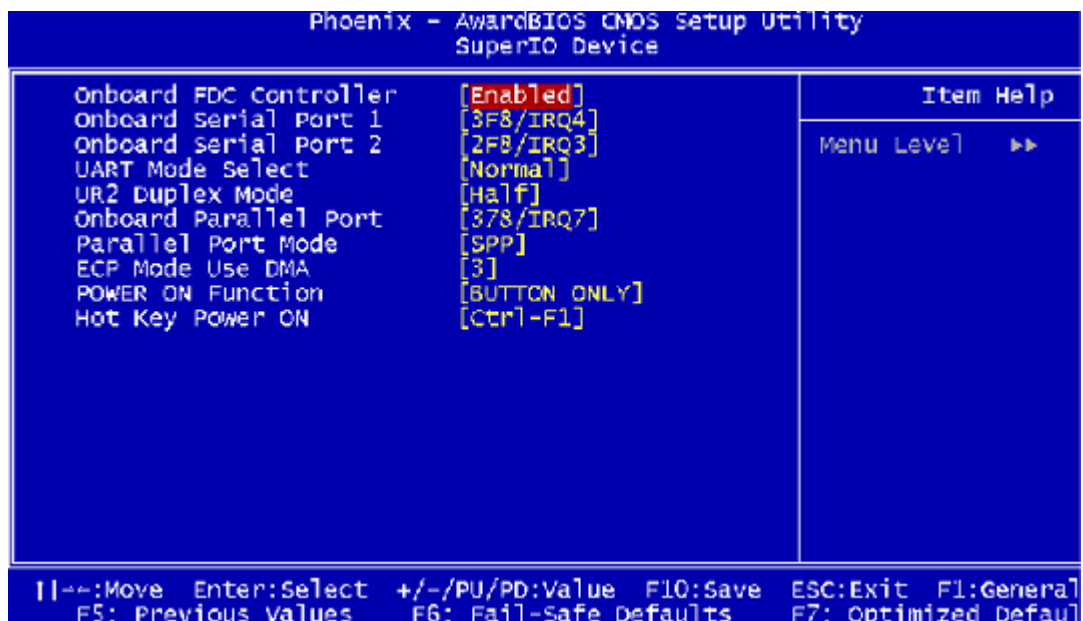 Phoenix - AwardBIOS CMOS Setup Utility
SuperIO Device
Onboard FDC Controller [Enabled]
Onboard Serial Port 1 [3F8/IRQ4]
Onboard Serial Port 2 [2F8/IRQ3]
UART Mode Select [Normal]
UR2 Duplex Mode [Half]
Onboard Parallel Port [378/IRQ7]
Parallel Port Mode [SPP]
ECP Mode Use DMA [3]
POWER ON Function [BUTTON ONLY]
Hot Key Power ON [Ctrl-F1]
Item Help
Menu Level ►►
:Move Enter:Select +/-/PU/PD:Value F10:Save ESC:Exit F1:General
F5: Previous Values F6: Fail-Safe Defaults F7: Optimized Defaul